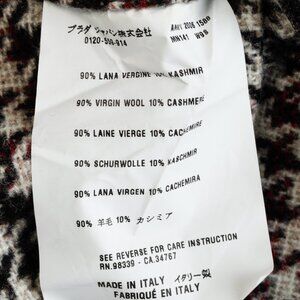 プラダ ジャパン株式会社
0120-559-914
90% LANA VERGINE 10% KASHMIR
90% VIRGIN WOOL 10% CASHMERE
90% LAINE VIERGE 10% CACHEMIRE
90% SCHURWOLLE 10% KASCHMIR
90% LANA VIRGEN 10% CACHEMIRA
90% 羊毛 10% カシミア
SEE REVERSE FOR CARE INSTRUCTION
RN.98339 - CA.34767
MADE IN ITALY イタリー製
FABRIQUÉ EN ITALY